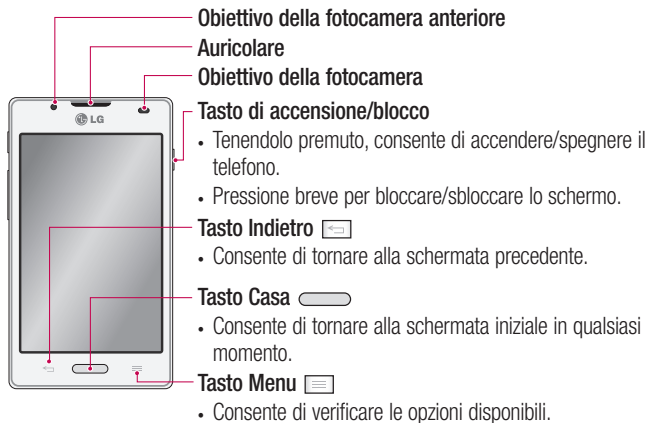 Obiettivo della fotocamera anteriore
Auricolare
Obiettivo della fotocamera
LG
Tasto di accensione/blocco
• Tenendolo premuto, consente di accendere/spegnere il
telefono.
• Pressione breve per bloccare/sbloccare lo schermo.
Tasto Indietro
• Consente di tornare alla schermata precedente.
Tasto Casa
• Consente di tornare alla schermata iniziale in qualsiasi
momento.
Tasto Menu
• Consente di verificare le opzioni disponibili.